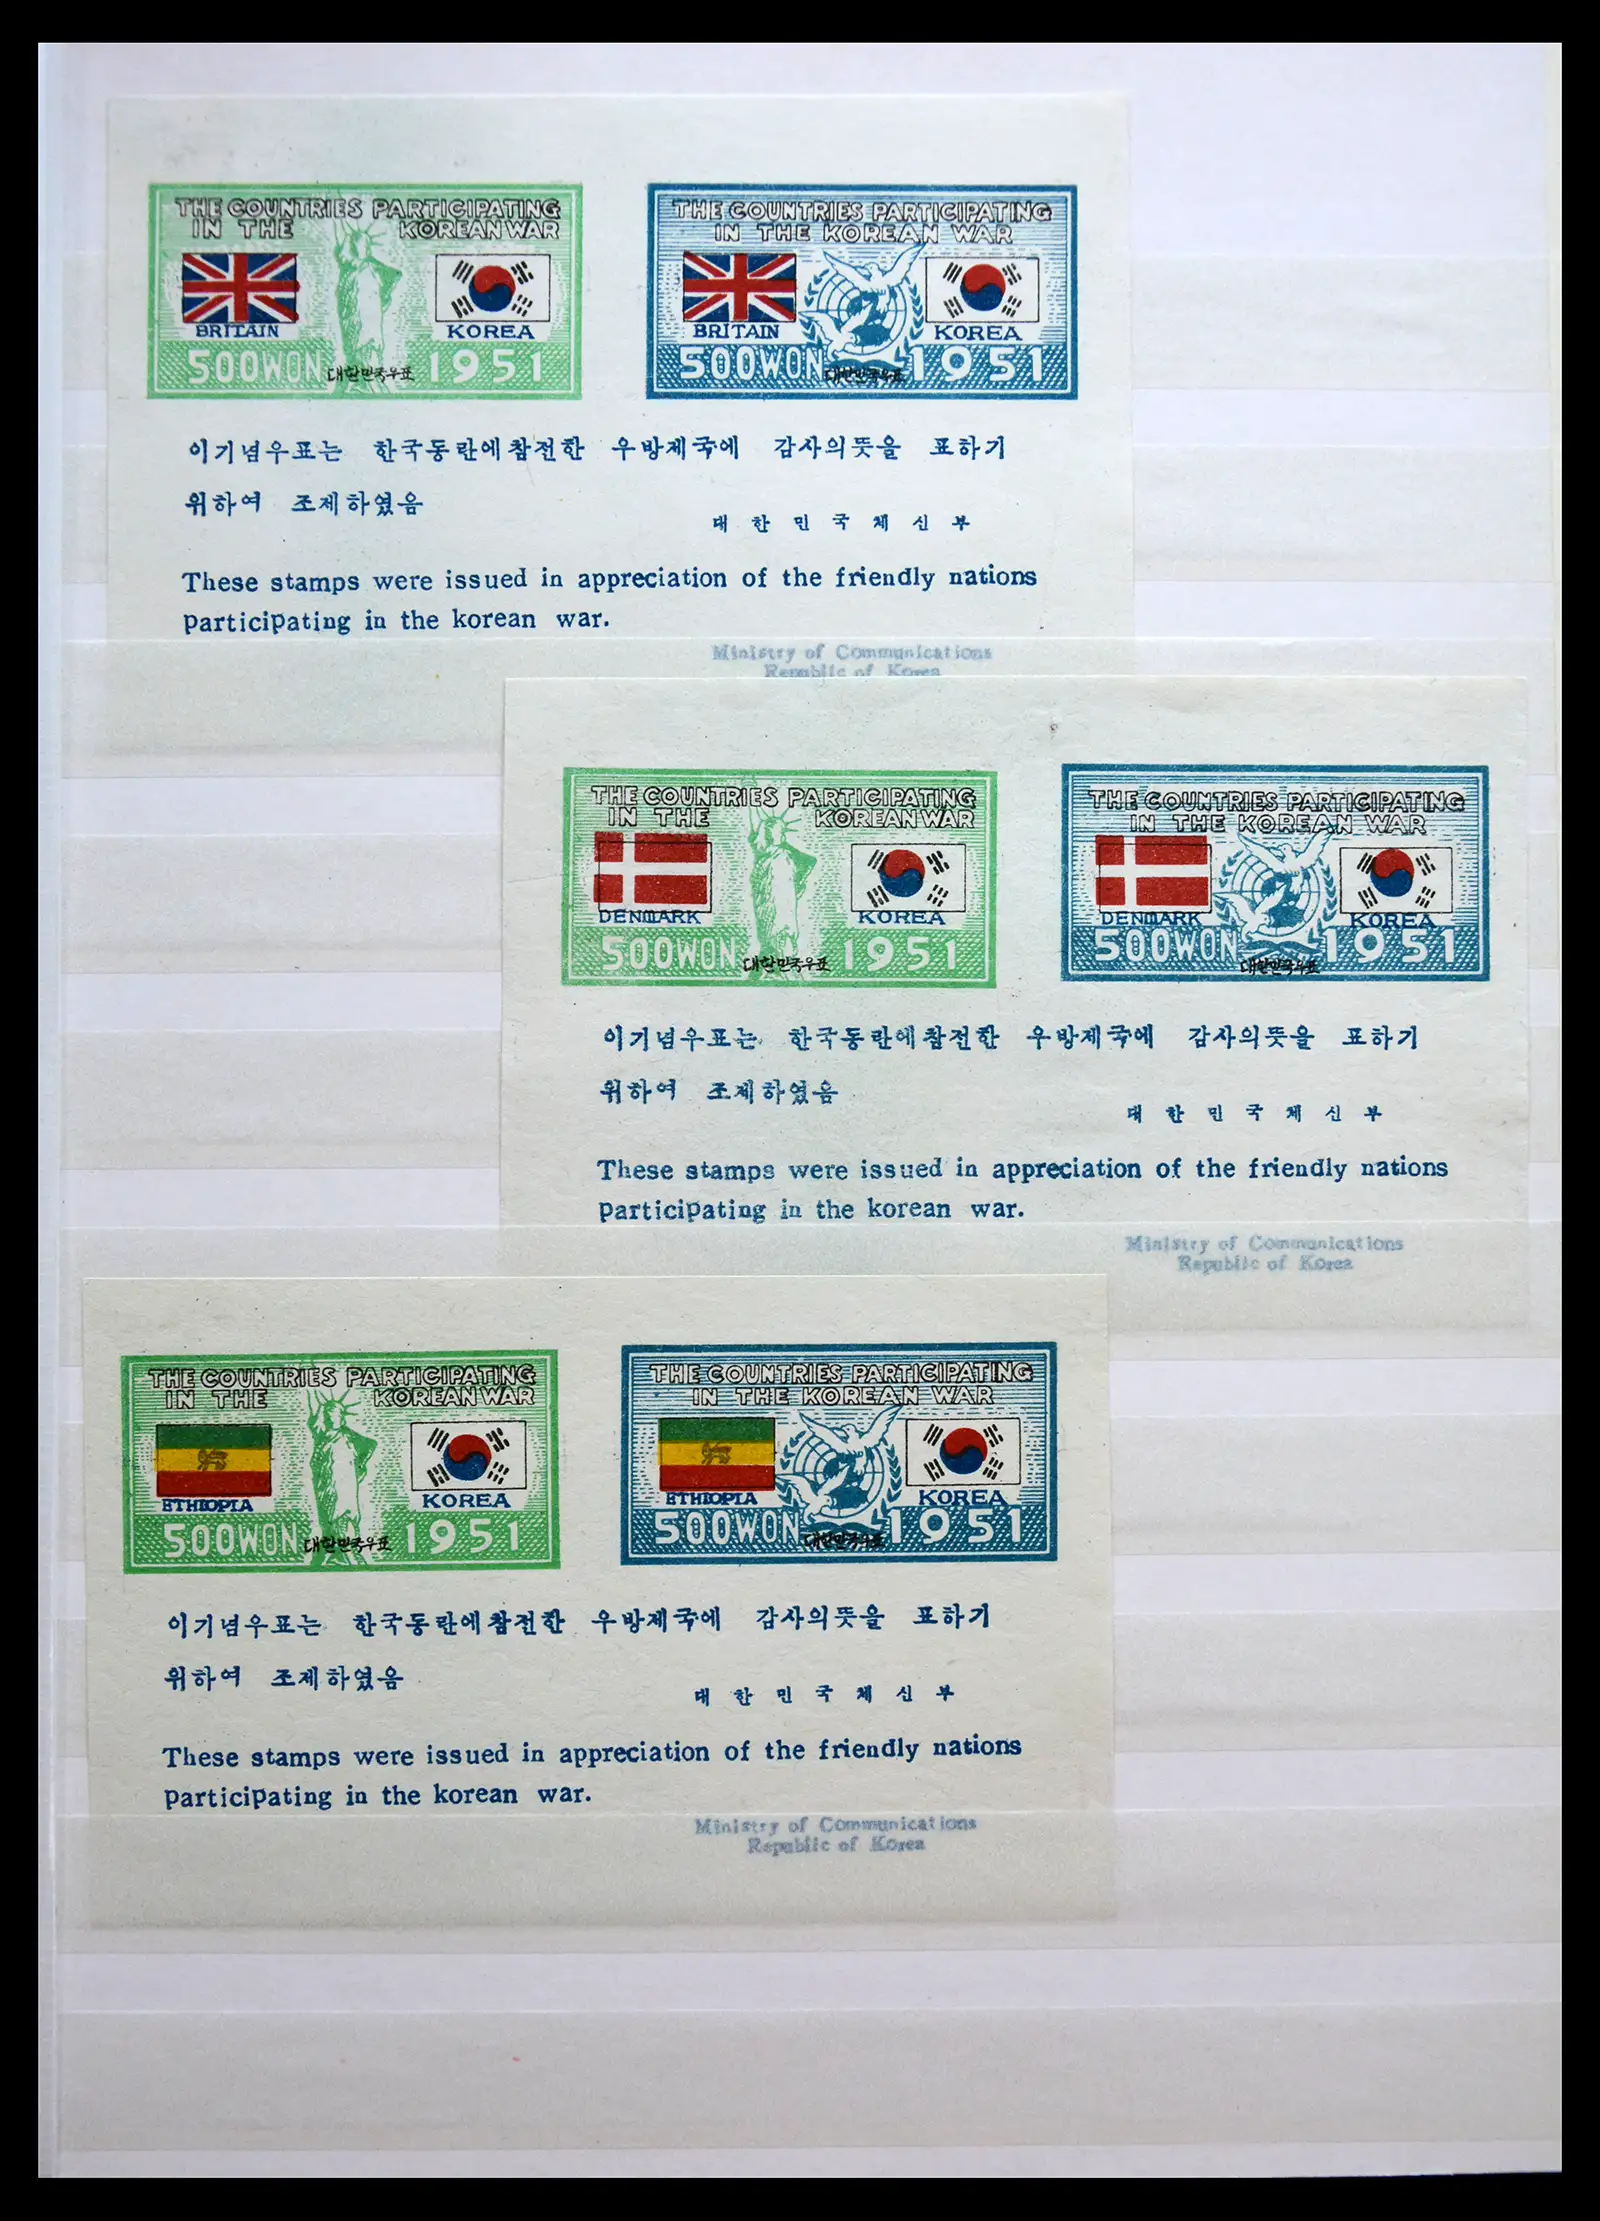 THE COUNTRIES PARTICIPATING
IN THE KOREAN WAR
BRITAIN KOREA
500WON 1951
대한민국우표
THE COUNTRIES PARTICIPATING
IN THE KOREAN WAR
BRITAIN KOREA
500WON 1951
대한민국우표
이기념우표는 한국동란에참전한 우방제국에 감사의뜻을 표하기
위하여 조제하였음
대한민국체신부
These stamps were issued in appreciation of the friendly nations
participating in the korean war.
Ministry of Communications
Republic of Korea
THE COUNTRIES PARTICIPATING
IN THE KOREAN WAR
DENMARK KOREA
500WON 1951
대한민국우표
THE COUNTRIES PARTICIPATING
IN THE KOREAN WAR
DENMARK KOREA
500WON 1951
대한민국우표
이기념우표는 한국동란에참전한 우방제국에 감사의뜻을 표하기
위하여 조제하였음
대한민국체신부
These stamps were issued in appreciation of the friendly nations
participating in the korean war.
Ministry of Communications
Republic of Korea
THE COUNTRIES PARTICIPATING
IN THE KOREAN WAR
ETHIOPIA KOREA
500WON 1951
대한민국우표
THE COUNTRIES PARTICIPATING
IN THE KOREAN WAR
ETHIOPIA KOREA
500WON 1951
대한민국우표
이기념우표는 한국동란에참전한 우방제국에 감사의뜻을 표하기
위하여 조제하였음
대한민국체신부
These stamps were issued in appreciation of the friendly nations
participating in the korean war.
Ministry of Communications
Republic of Korea